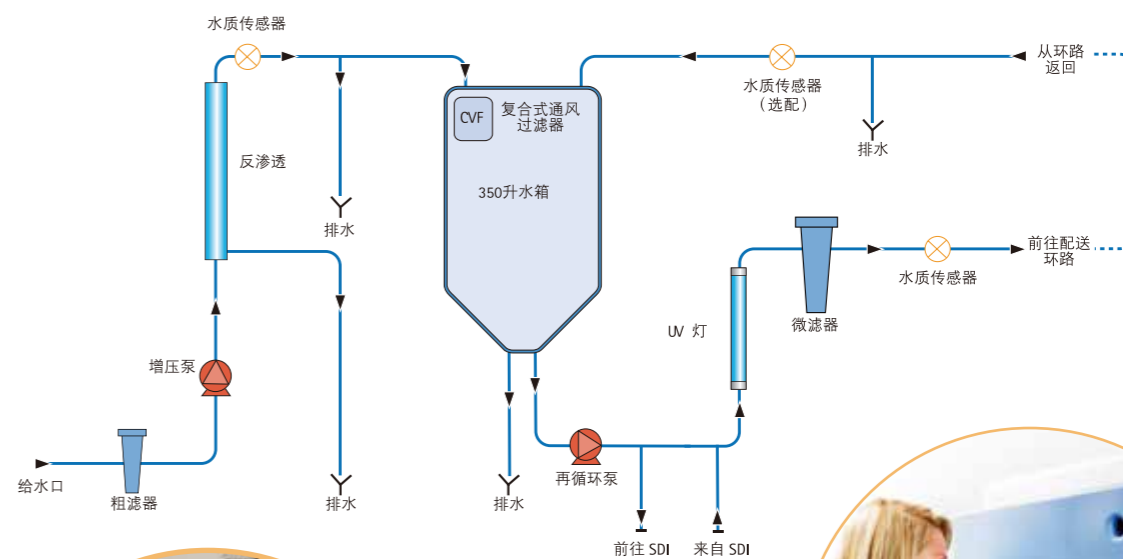 水质传感器
从环路
返回
水质传感器
（选配）
CVF
复合式通风
过滤器
排水
反渗透
350升水箱
排水
前往配送
环路
水质传感器
UV 灯
微滤器
增压泵
再循环泵
给水口
粗滤器
排水
排水
前往 SDI
来自 SDI